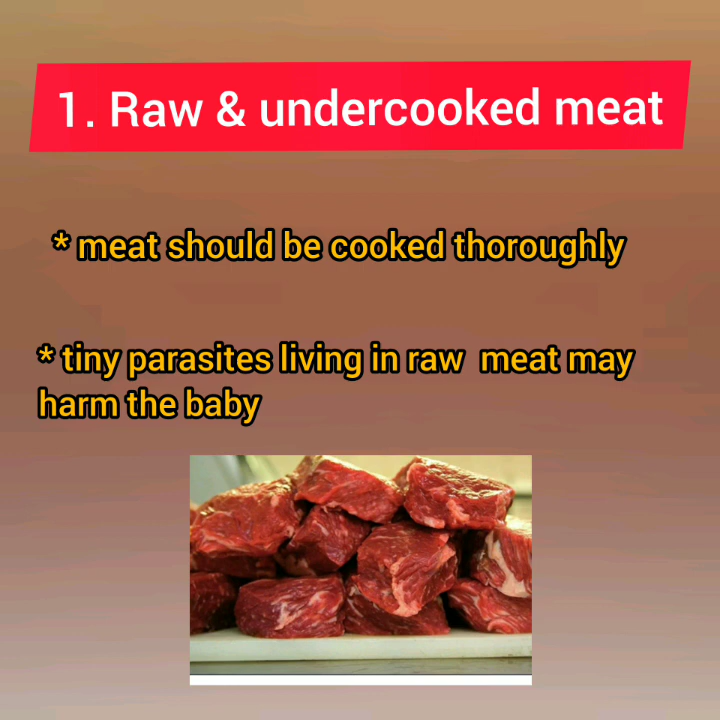 1. Raw & undercooked meat
* meat should be cooked thoroughly
* tiny parasites living in raw  meat may
harm the baby